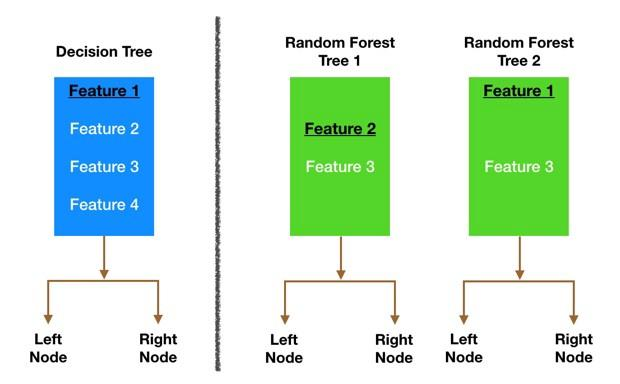 Decision Tree
Feature 1
Feature 2
Feature 3
Feature 4
Left
Node
Right
Node
Random Forest
Tree 1
Feature 2
Feature 3
Left
Node
Right
Node
Random Forest
Tree 2
Feature 1
Feature 3
Left
Node
Right
Node